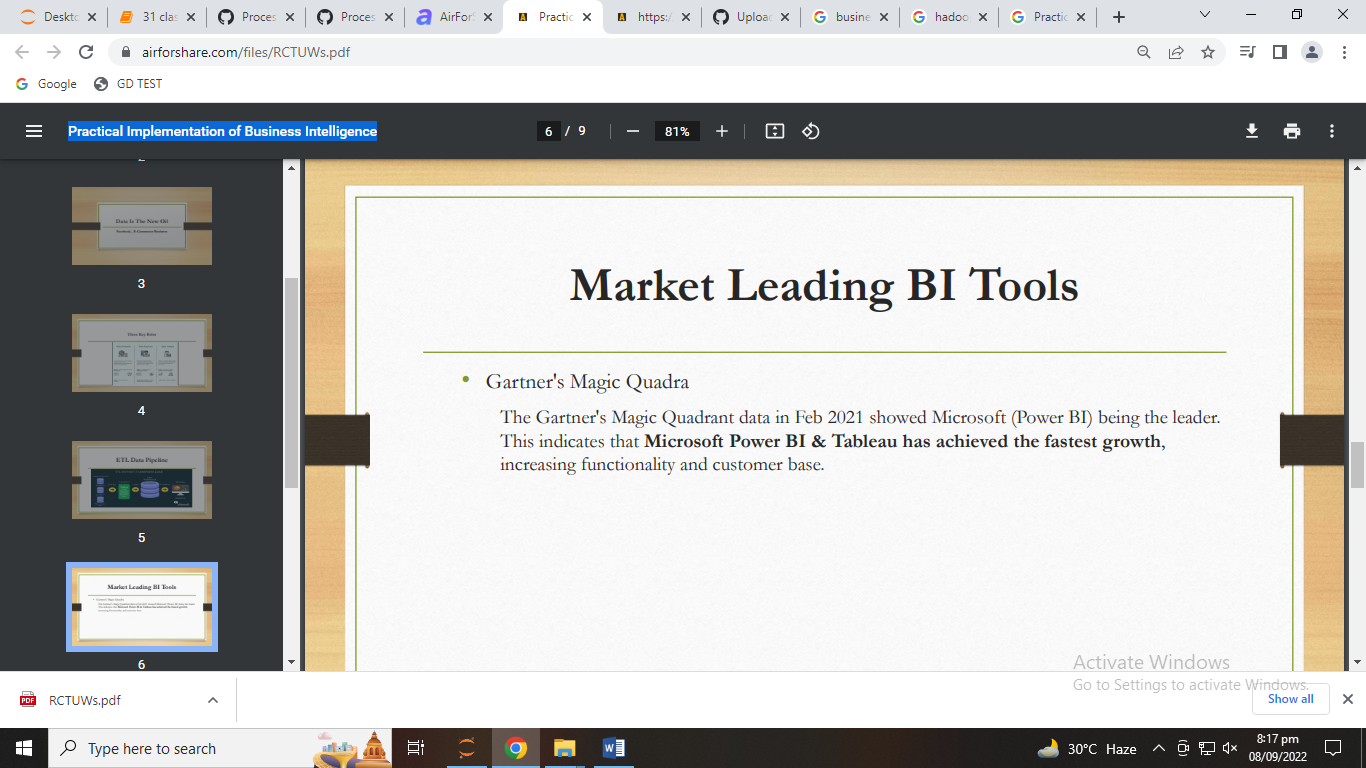 Deskto
31 clas
Proces
Proces
AirForS
Practic
https:/
Upload
busine
hadoo
Practic
airforshare.com/files/RCTUWs.pdf
Google
GD TEST
Practical Implementation of Business Intelligence
6 / 9
81%
Data Is The New Oil
3
4
ETL Data Pipeline
5
Market Leading BI Tools
6
Market Leading BI Tools
• Gartner's Magic Quadra
The Gartner's Magic Quadrant data in Feb 2021 showed Microsoft (Power BI) being the leader.
This indicates that Microsoft Power BI & Tableau has achieved the fastest growth,
increasing functionality and customer base.
Activate Windows
Go to Settings to activate Windows.
PDF
RCTUWs.pdf
Show all
Type here to search
W
30°C Haze
8:17 pm
08/09/2022